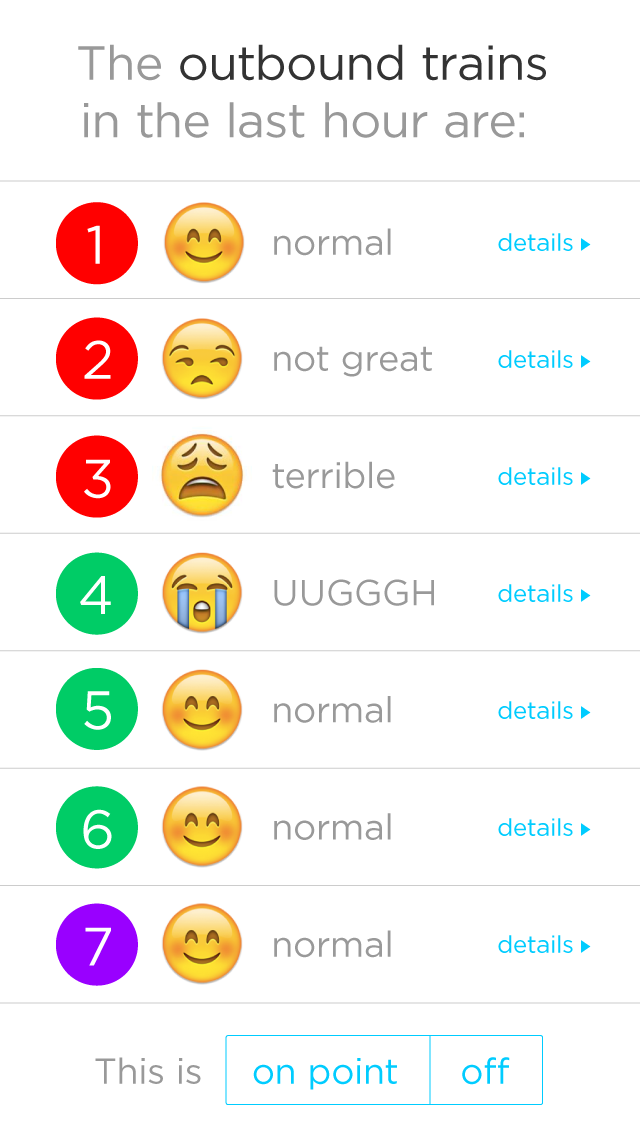 The outbound trains
in the last hour are:
1 normal details
2 not great details
3 terrible details
4 UUGGGH details
5 normal details
6 normal details
7 normal details
This is on point off